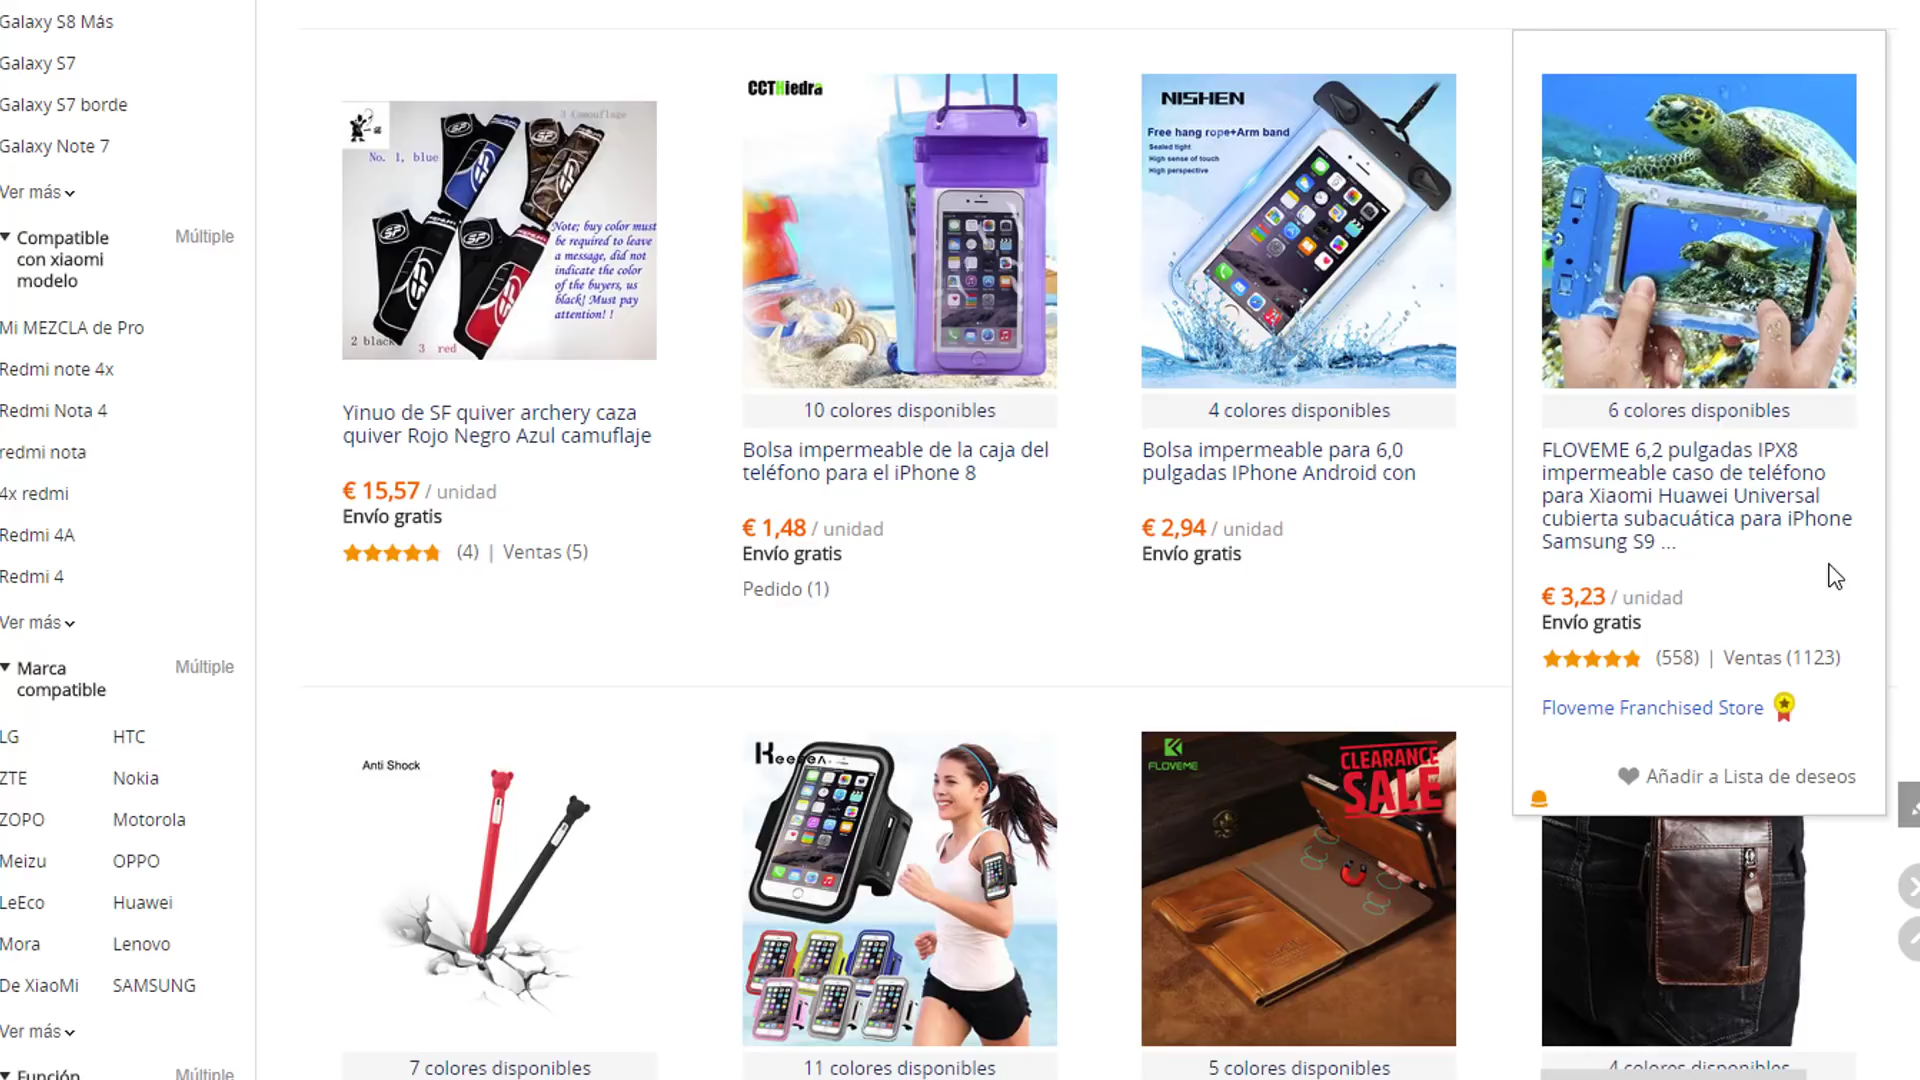 Galaxy S8 Más
Galaxy S7
Galaxy S7 borde
Galaxy Note 7
Ver más
Compatible
con xiaomi
modelo
Múltiple
Mi MEZCLA de Pro
Redmi note 4x
Redmi Nota 4
redmi nota
4x redmi
Redmi 4A
Redmi 4
Ver más
Marca
compatible
Múltiple
LG
HTC
ZTE
Nokia
ZOPO
Motorola
Meizu
OPPO
LeEco
Huawei
Mora
Lenovo
De XiaoMi
SAMSUNG
Ver más
Función
Múltiple
3 Camouflage
No. 1, blue
Note; buy color must
be required to leave
a message, did not
indicate the color
of the buyers, us
black! Must pay
attention! !
2 black
3 red
SF
SF
SF
SF
Yinuo de SF quiver archery caza
quiver Rojo Negro Azul camuflaje
€ 15,57 / unidad
Envío gratis
(4) | Ventas (5)
CCTHiedra
10 colores disponibles
Bolsa impermeable de la caja del
teléfono para el iPhone 8
€ 1,48 / unidad
Envío gratis
Pedido (1)
NISHEN
Free hang rope+Arm band
Sealed tight
High sense of touch
High perspective
4 colores disponibles
Bolsa impermeable para 6,0
pulgadas IPhone Android con
€ 2,94 / unidad
Envío gratis
6 colores disponibles
FLOVEME 6,2 pulgadas IPX8
impermeable caso de teléfono
para Xiaomi Huawei Universal
cubierta subacuática para iPhone
Samsung S9 ...
€ 3,23 / unidad
Envío gratis
(558) | Ventas (1123)
Floveme Franchised Store
Añadir a Lista de deseos
Anti Shock
7 colores disponibles
11 colores disponibles
FLOVEME
CLEARANCE
SALE
5 colores disponibles
4 colores disponibles